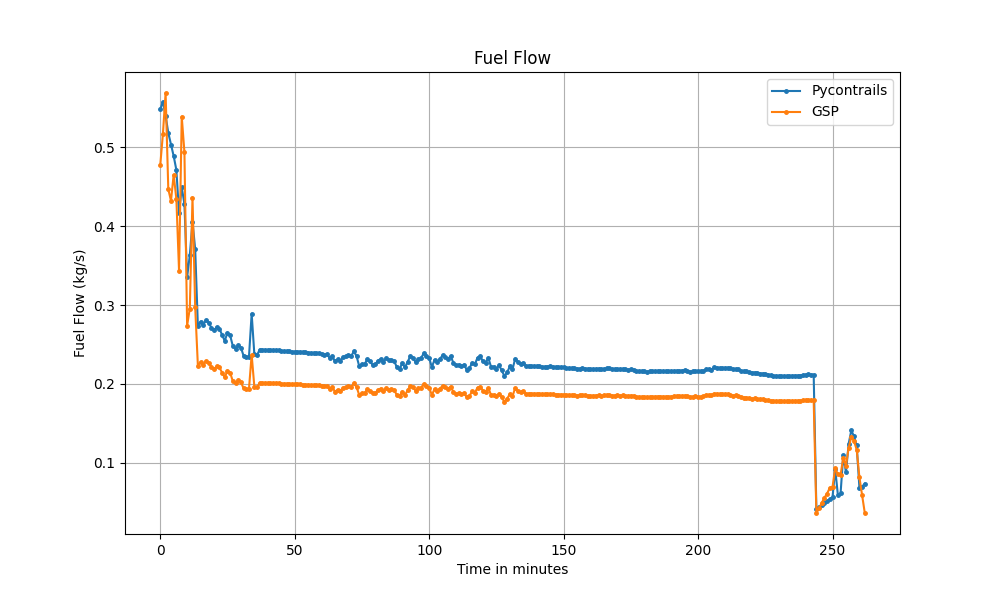 Fuel Flow
Pycontrails
GSP
0.5
0.4
0.3
0.2
0.1
Fuel Flow (kg/s)
0 50 100 150 200 250
Time in minutes